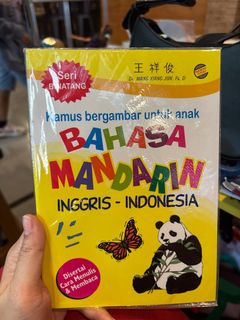 Seri
BINATANG
王祥俊
Dr. WANG XIANG JUN, Fs, D
Kamus bergambar untuk anak
BAHASA
MANDARIN
INGGRIS - INDONESIA
Disertai
Cara Menulis
& Membaca